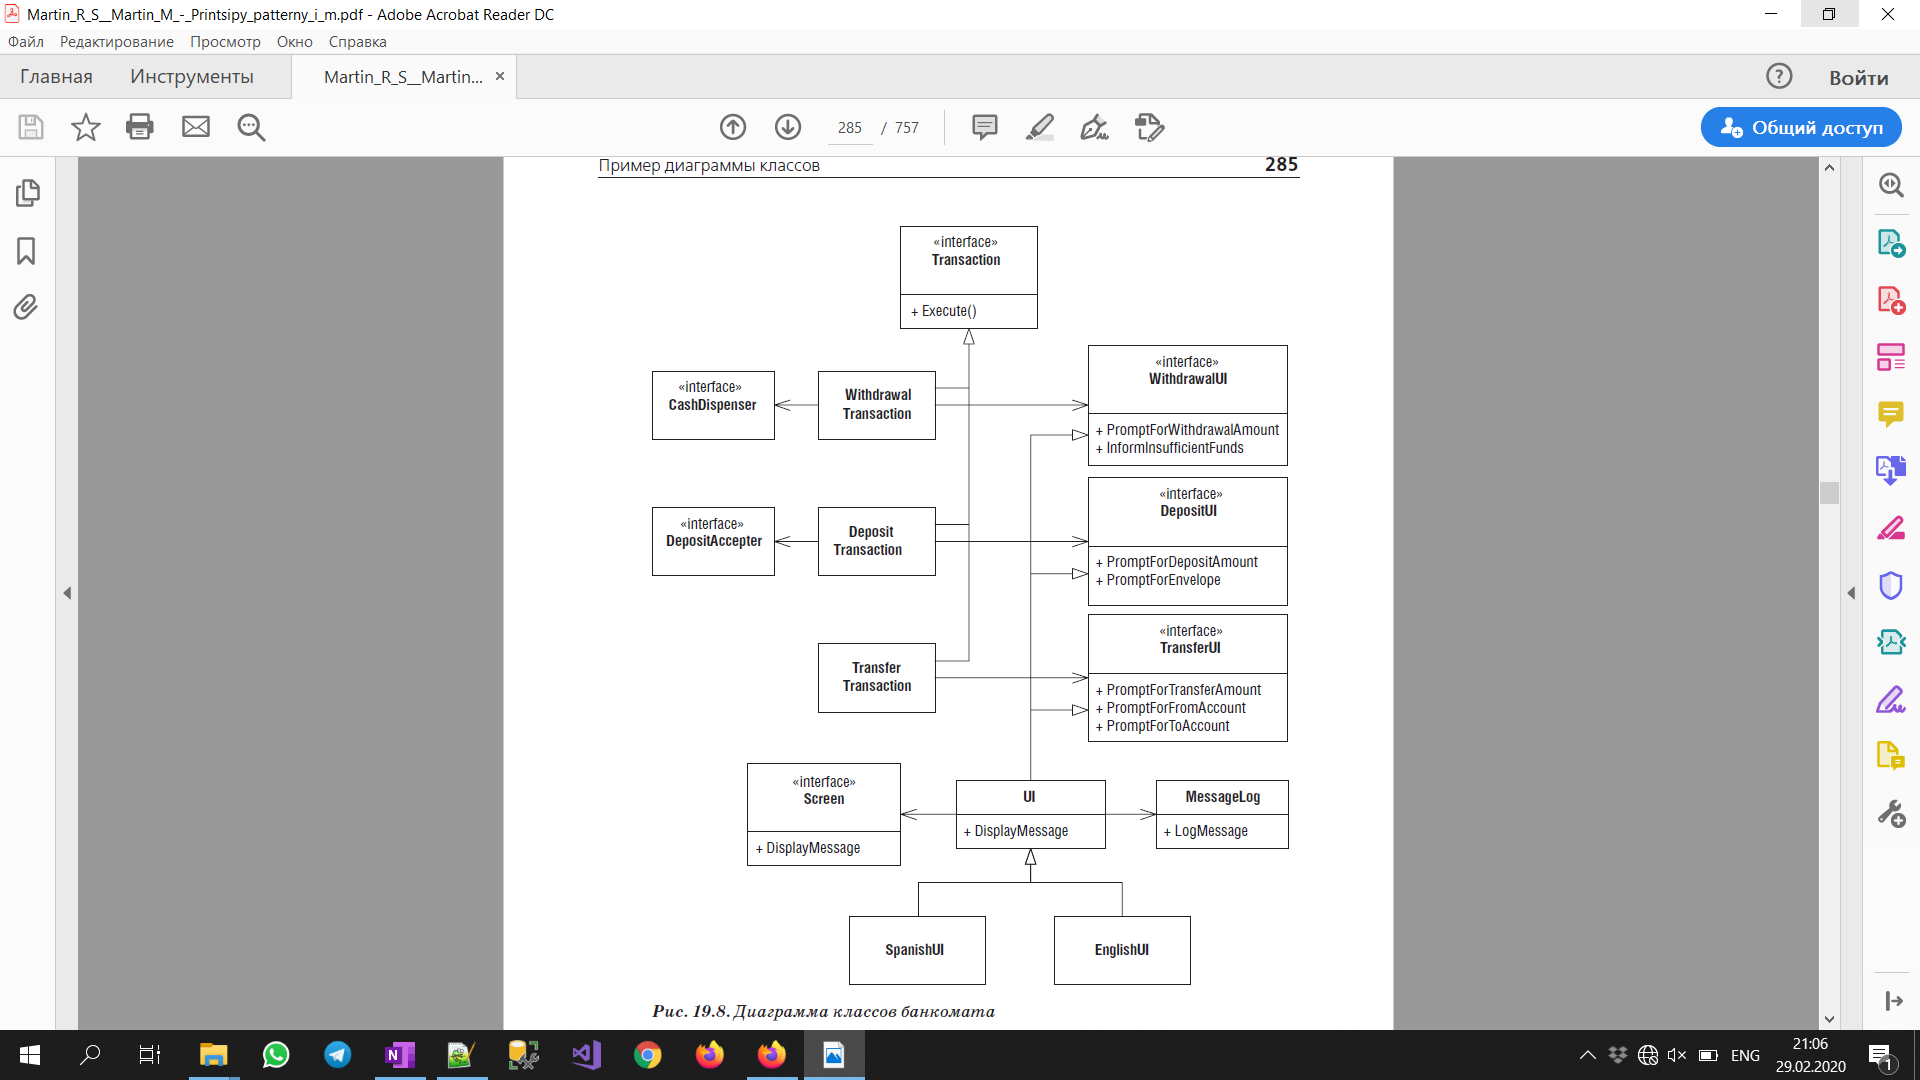 Martin_R_S__Martin_M_-_Printsipy_patterny_i_m.pdf - Adobe Acrobat Reader DC
Файл Редактирование Просмотр Окно Справка
Главная Инструменты Martin_R_S__Martin... × Войти
285 / 757 Общий доступ
Пример диаграммы классов 285
«interface»
Transaction
+ Execute()
«interface»
CashDispenser
Withdrawal
Transaction
«interface»
WithdrawalUI
+ PromptForWithdrawalAmount
+ InformInsufficientFunds
«interface»
DepositAccepter
Deposit
Transaction
«interface»
DepositUI
+ PromptForDepositAmount
+ PromptForEnvelope
Transfer
Transaction
«interface»
TransferUI
+ PromptForTransferAmount
+ PromptForFromAccount
+ PromptForToAccount
«interface»
Screen
+ DisplayMessage
UI
+ DisplayMessage
MessageLog
+ LogMessage
SpanishUI
EnglishUI
Рис. 19.8. Диаграмма классов банкомата
ENG
21:06
29.02.2020
1